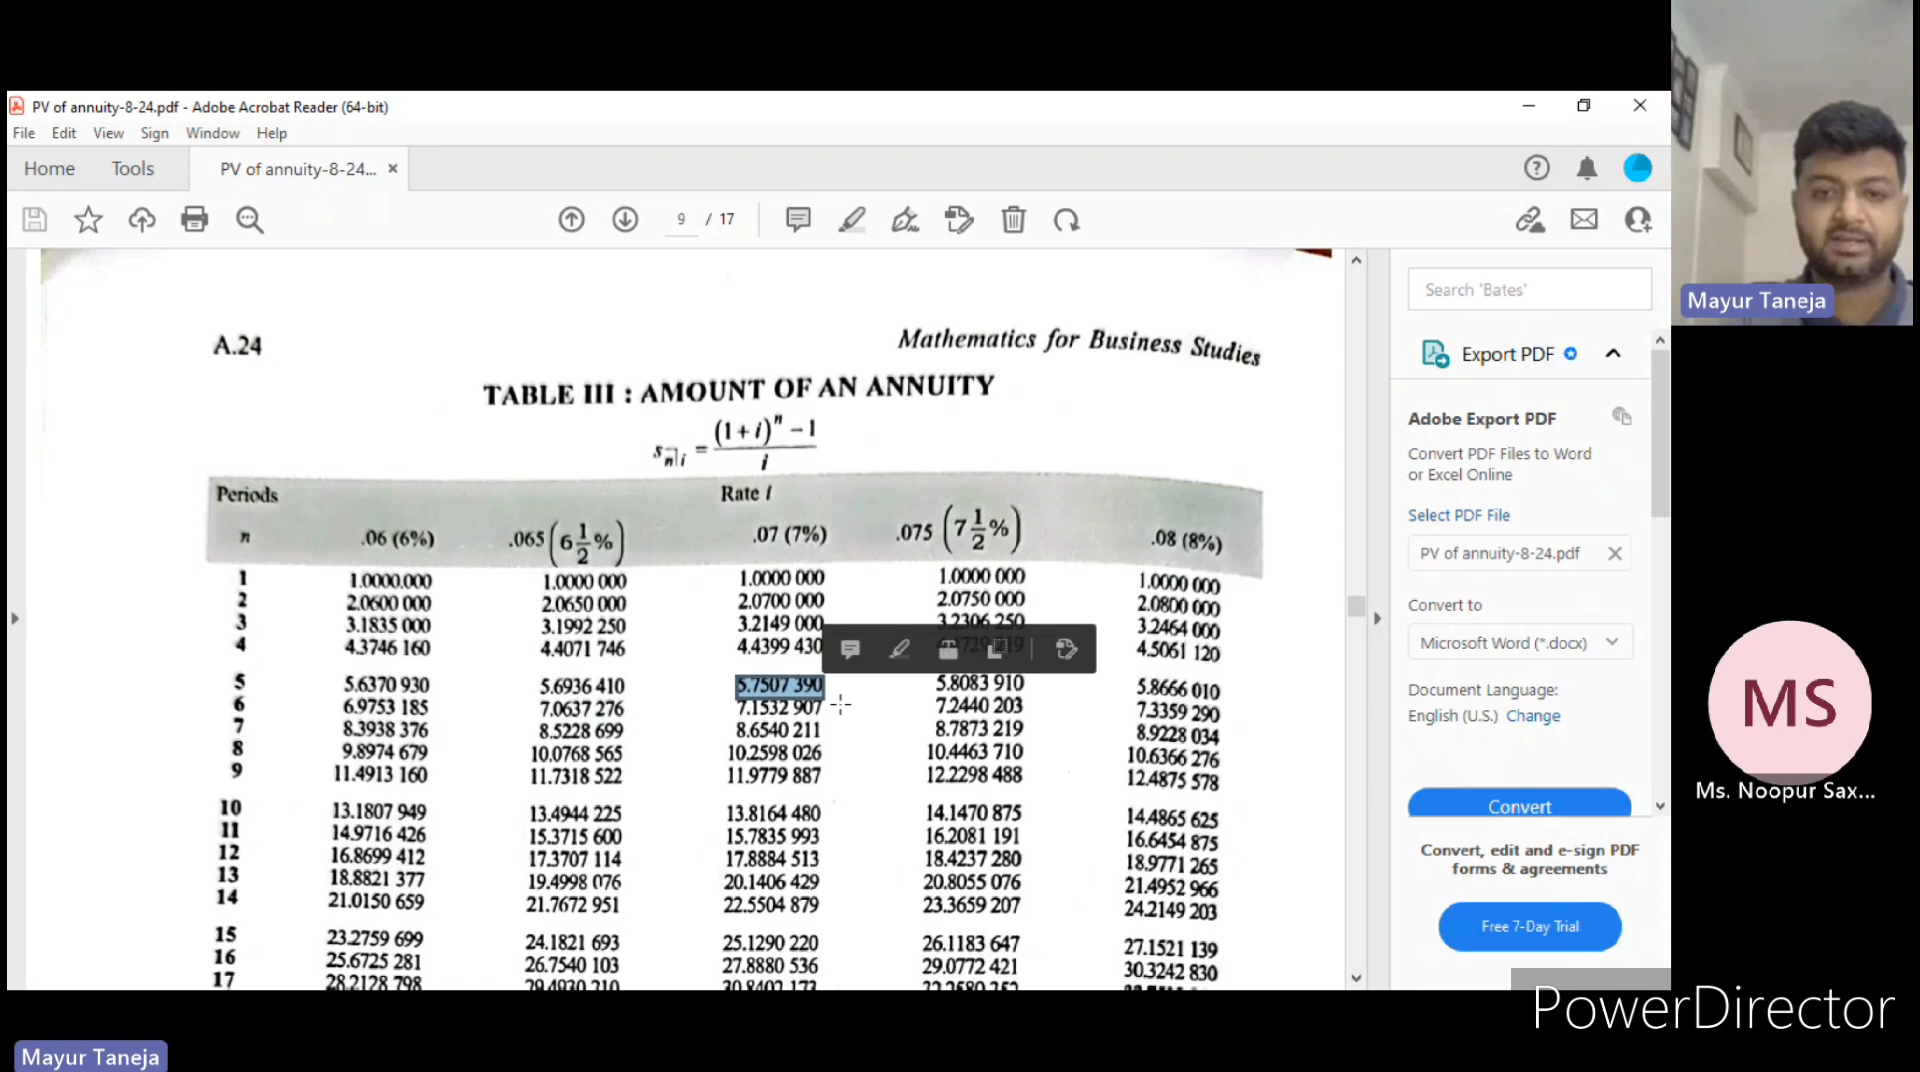 PV of annuity-8-24.pdf - Adobe Acrobat Reader (64-bit)
File Edit View Sign Window Help
Home Tools PV of annuity-8-24... ×
9 / 17
A.24
Mathematics for Business Studies
TABLE III : AMOUNT OF AN ANNUITY
s n i = (1 + i)^n – 1 / i
Periods Rate i
n .06 (6%) .065 (6 1/2 %) .07 (7%) .075 (7 1/2 %) .08 (8%)
1 1.0000.000 1.0000 000 1.0000 000 1.0000 000 1.0000 000
2 2.0600 000 2.0650 000 2.0700 000 2.0750 000 2.0800 000
3 3.1835 000 3.1992 250 3.2149 000 3.2306 250 3.2464 000
4 4.3746 160 4.4071 746 4.4399 430 4.5061 120
5 5.6370 930 5.6936 410 5.7507 390 5.8083 910 5.8666 010
6 6.9753 185 7.0637 276 7.1532 907 7.2440 203 7.3359 290
7 8.3938 376 8.5228 699 8.6540 211 8.7873 219 8.9228 034
8 9.8974 679 10.0768 565 10.2598 026 10.4463 710 10.6366 276
9 11.4913 160 11.7318 522 11.9779 887 12.2298 488 12.4875 578
10 13.1807 949 13.4944 225 13.8164 480 14.1470 875 14.4865 625
11 14.9716 426 15.3715 600 15.7835 993 16.2081 191 16.6454 875
12 16.8699 412 17.3707 114 17.8884 513 18.4237 280 18.9771 265
13 18.8821 377 19.4998 076 20.1406 429 20.8055 076 21.4952 966
14 21.0150 659 21.7672 951 22.5504 879 23.3659 207 24.2149 203
15 23.2759 699 24.1821 693 25.1290 220 26.1183 647 27.1521 139
16 25.6725 281 26.7540 103 27.8880 536 29.0772 421 30.3242 830
17 28.2128 798
Search 'Bates'
Export PDF
Adobe Export PDF
Convert PDF Files to Word
or Excel Online
Select PDF File
PV of annuity-8-24.pdf
Convert to
Microsoft Word (*.docx)
Document Language:
English (U.S.) Change
Convert
Convert, edit and e-sign PDF
forms & agreements
Free 7-Day Trial
Mayur Taneja
MS
Ms. Noopur Sax...
PowerDirector
Mayur Taneja